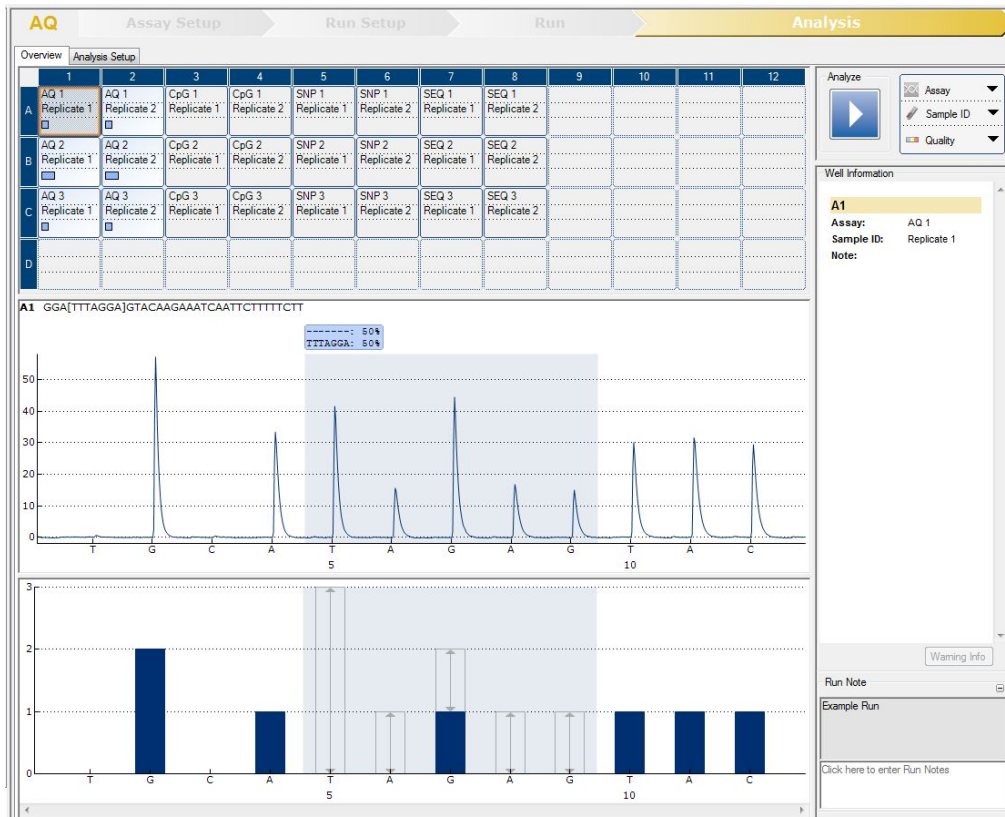 AQ Assay Setup Run Setup Run Analysis
Overview Analysis Setup
1 2 3 4 5 6 7 8 9 10 11 12
A
AQ 1 AQ 1 CpG 1 CpG 1 SNP 1 SNP 1 SEQ 1 SEQ 1
Replicate 1 Replicate 2 Replicate 1 Replicate 2 Replicate 1 Replicate 2 Replicate 1 Replicate 2
B
AQ 2 AQ 2 CpG 2 CpG 2 SNP 2 SNP 2 SEQ 2 SEQ 2
Replicate 1 Replicate 2 Replicate 1 Replicate 2 Replicate 1 Replicate 2 Replicate 1 Replicate 2
C
AQ 3 AQ 3 CpG 3 CpG 3 SNP 3 SNP 3 SEQ 3 SEQ 3
Replicate 1 Replicate 2 Replicate 1 Replicate 2 Replicate 1 Replicate 2 Replicate 1 Replicate 2
D
Analyze
Assay
Sample ID
Quality
Well Information
A1
Assay: AQ 1
Sample ID: Replicate 1
Note:
Warning Info
Run Note
Example Run
Click here to enter Run Notes
A1 GGA[TTTAGGA]GTACAAGAAATCAATTCTTTTTCTT
-------: 50%
TTTAGGA: 50%
50
40
30
20
10
0
T G C A T A G A G T A C
5 10
3
2
1
0
T G C A T A G A G T A C
5 10